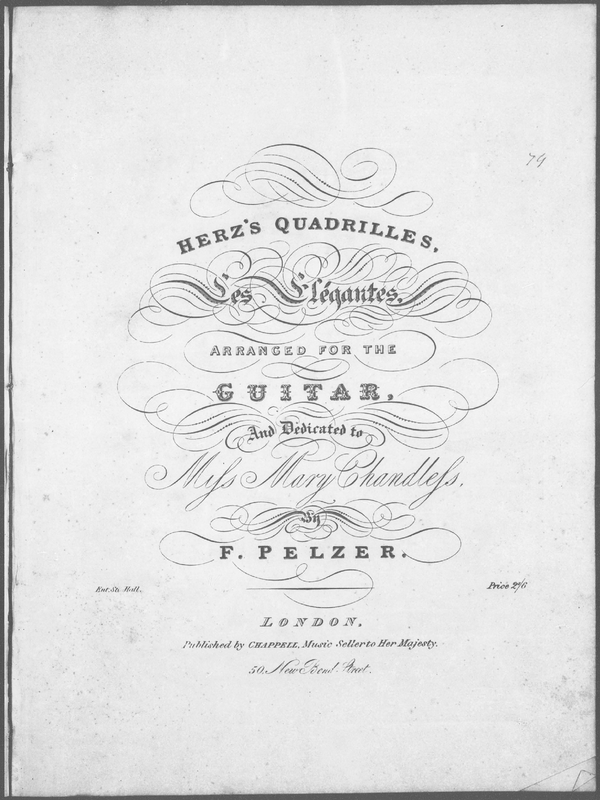 79
HERZ'S QUADRILLES,
Les Elégantes,
ARRANGED FOR THE
GUITAR,
And Dedicated to
Miſs Mary Chandleſs,
By
F. PELZER.
Ent. Sta. Hall.
Price 2/6
LONDON,
Published by CHAPPELL, Music Seller to Her Majesty.
50, New Bond Street.